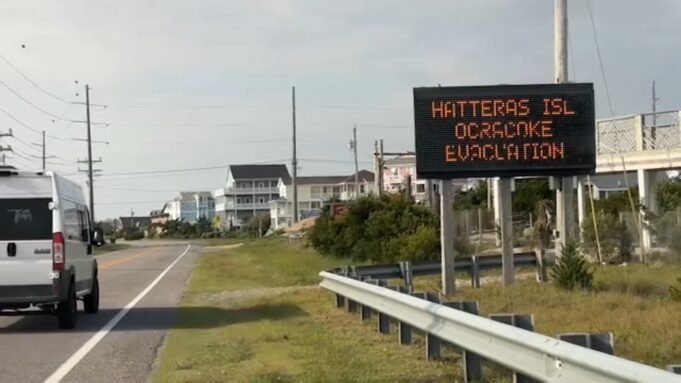 HATTERAS ISL
OCRACOKE
EVACUATION